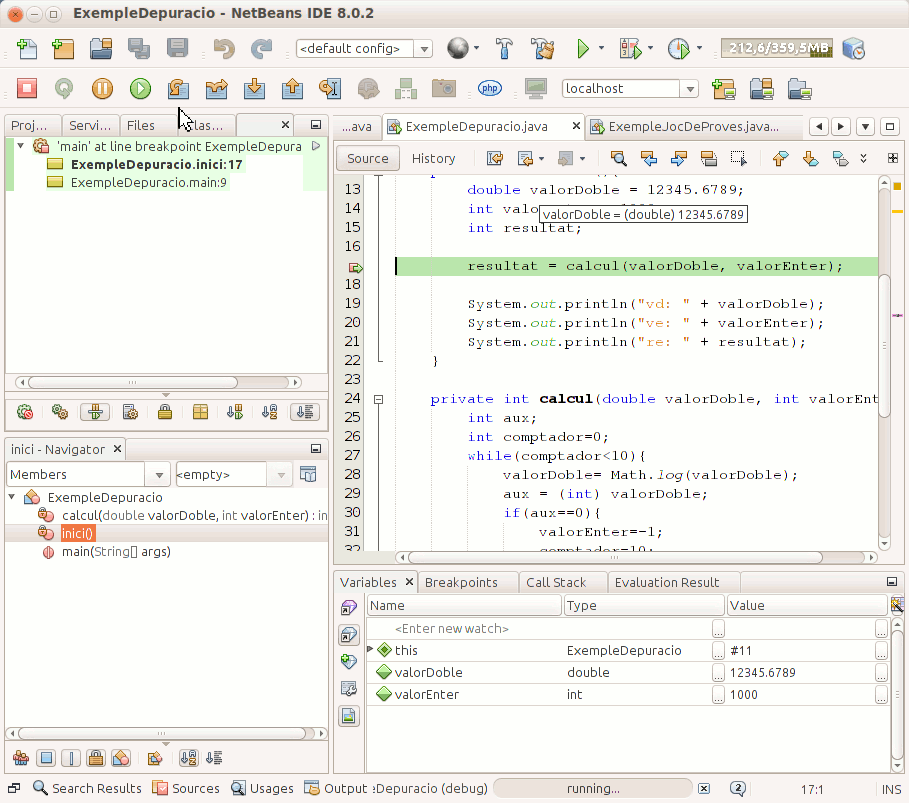 ExempleDepuracio - NetBeans IDE 8.0.2
<default config>
212,6/359,5MB
php
localhost
Proj...
Servi...
Files
las...
...ava
ExempleDepuracio.java
ExempleJocDeProves.java...
'main' at line breakpoint ExempleDepura
ExempleDepuracio.inici:17
ExempleDepuracio.main:9
Source
History
13 double valorDoble = 12345.6789;
14 int valo
valorDoble = (double) 12345.6789
15 int resultat;
16
resultat = calcul(valorDoble, valorEnter);
18
19 System.out.println("vd: " + valorDoble);
20 System.out.println("ve: " + valorEnter);
21 System.out.println("re: " + resultat);
22 }
23
24 private int calcul(double valorDoble, int valorEnt
25 int aux;
26 int comptador=0;
27 while(comptador<10){
28 valorDoble= Math.log(valorDoble);
29 aux = (int) valorDoble;
30 if(aux==0){
31 valorEnter=-1;
32 comptador=10;
inici - Navigator
Members
<empty>
ExempleDepuracio
calcul(double valorDoble, int valorEnter) : in
inici()
main(String[] args)
Variables
Breakpoints
Call Stack
Evaluation Result
Name Type Value
<Enter new watch> ... ...
this ExempleDepuracio ... #11 ...
valorDoble double ... 12345.6789 ...
valorEnter int ... 1000 ...
Search Results
Sources
Usages
Output
:eDepuracio (debug)
running...
2
17:1
INS